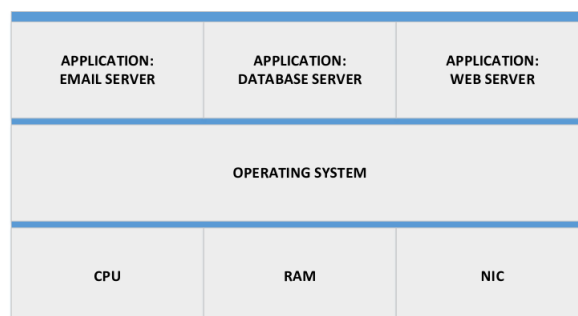 APPLICATION:
EMAIL SERVER
APPLICATION:
DATABASE SERVER
APPLICATION:
WEB SERVER
OPERATING SYSTEM
CPU
RAM
NIC